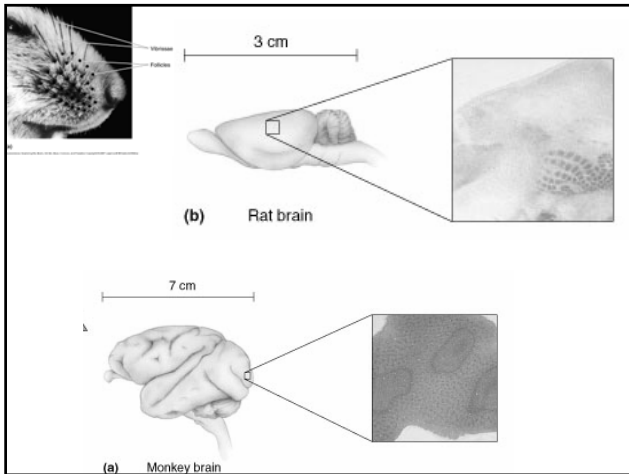 Vibrissae
Follicles
3 cm
(b) Rat brain
7 cm
(a) Monkey brain